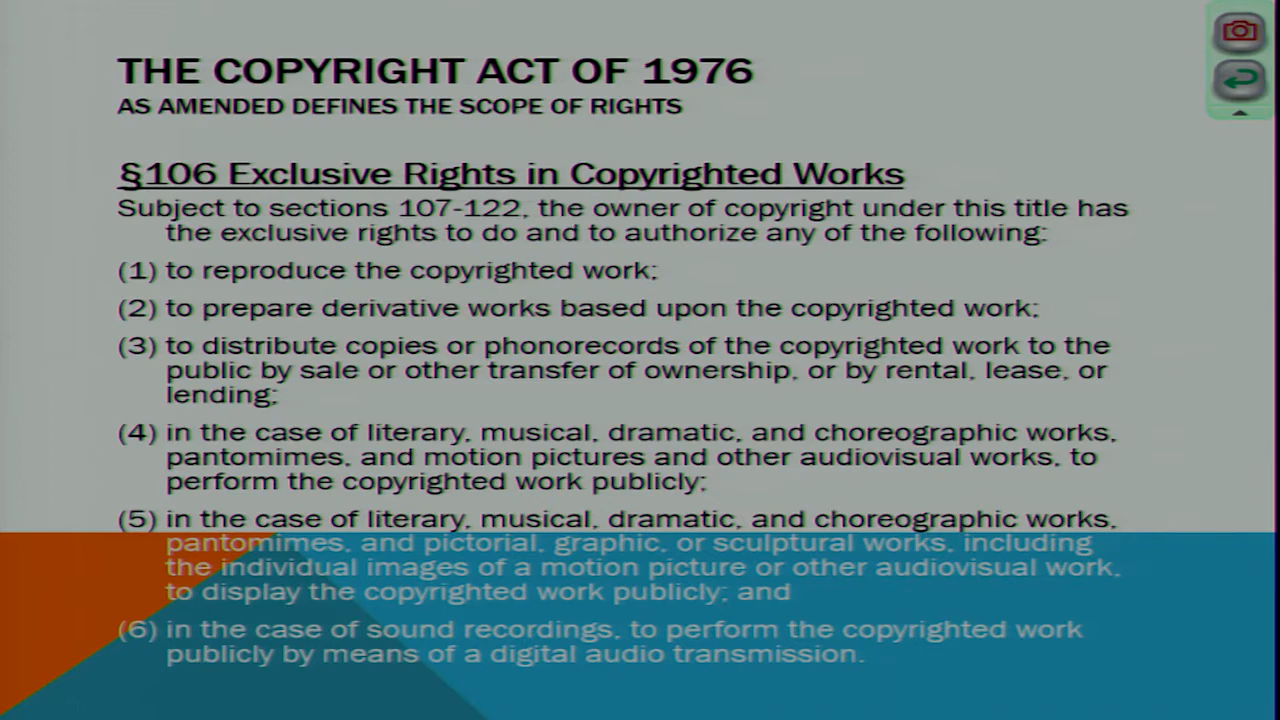 THE COPYRIGHT ACT OF 1976
AS AMENDED DEFINES THE SCOPE OF RIGHTS
§106 Exclusive Rights in Copyrighted Works
Subject to sections 107-122, the owner of copyright under this title has
the exclusive rights to do and to authorize any of the following:
(1) to reproduce the copyrighted work;
(2) to prepare derivative works based upon the copyrighted work;
(3) to distribute copies or phonorecords of the copyrighted work to the
public by sale or other transfer of ownership, or by rental, lease, or
lending;
(4) in the case of literary, musical, dramatic, and choreographic works,
pantomimes, and motion pictures and other audiovisual works, to
perform the copyrighted work publicly;
(5) in the case of literary, musical, dramatic, and choreographic works,
pantomimes, and pictorial, graphic, or sculptural works, including
the individual images of a motion picture or other audiovisual work,
to display the copyrighted work publicly; and
(6) in the case of sound recordings, to perform the copyrighted work
publicly by means of a digital audio transmission.